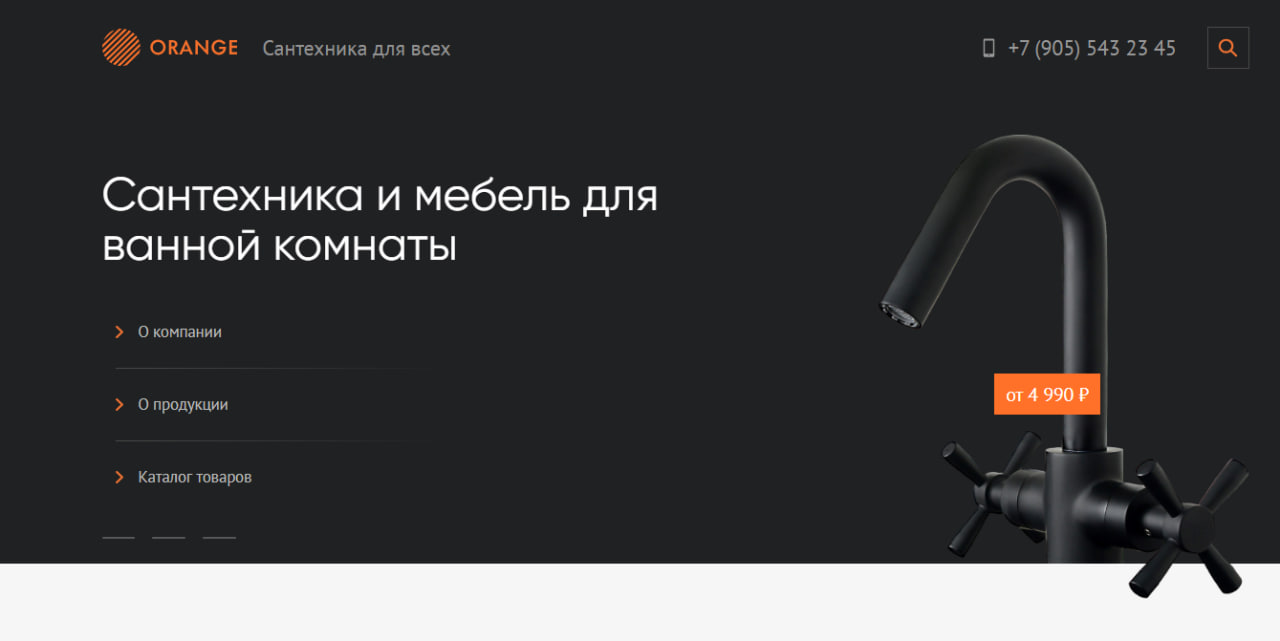 ORANGE
Сантехника для всех
+7 (905) 543 23 45
Сантехника и мебель для
ванной комнаты
О компании
О продукции
Каталог товаров
от 4 990 ₽